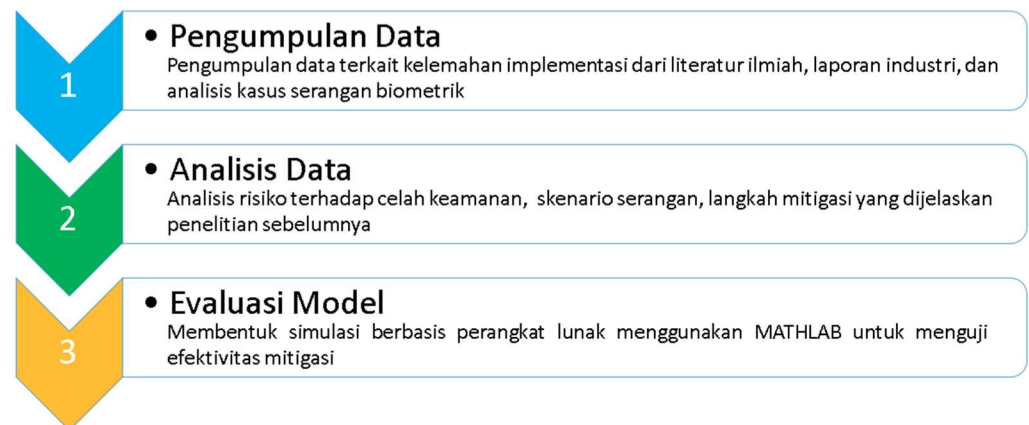 1
• Pengumpulan Data
Pengumpulan data terkait kelemahan implementasi dari literatur ilmiah, laporan industri, dan
analisis kasus serangan biometrik
2
• Analisis Data
Analisis risiko terhadap celah keamanan, skenario serangan, langkah mitigasi yang dijelaskan
penelitian sebelumnya
3
• Evaluasi Model
Membentuk simulasi berbasis perangkat lunak menggunakan MATHLAB untuk menguji
efektivitas mitigasi